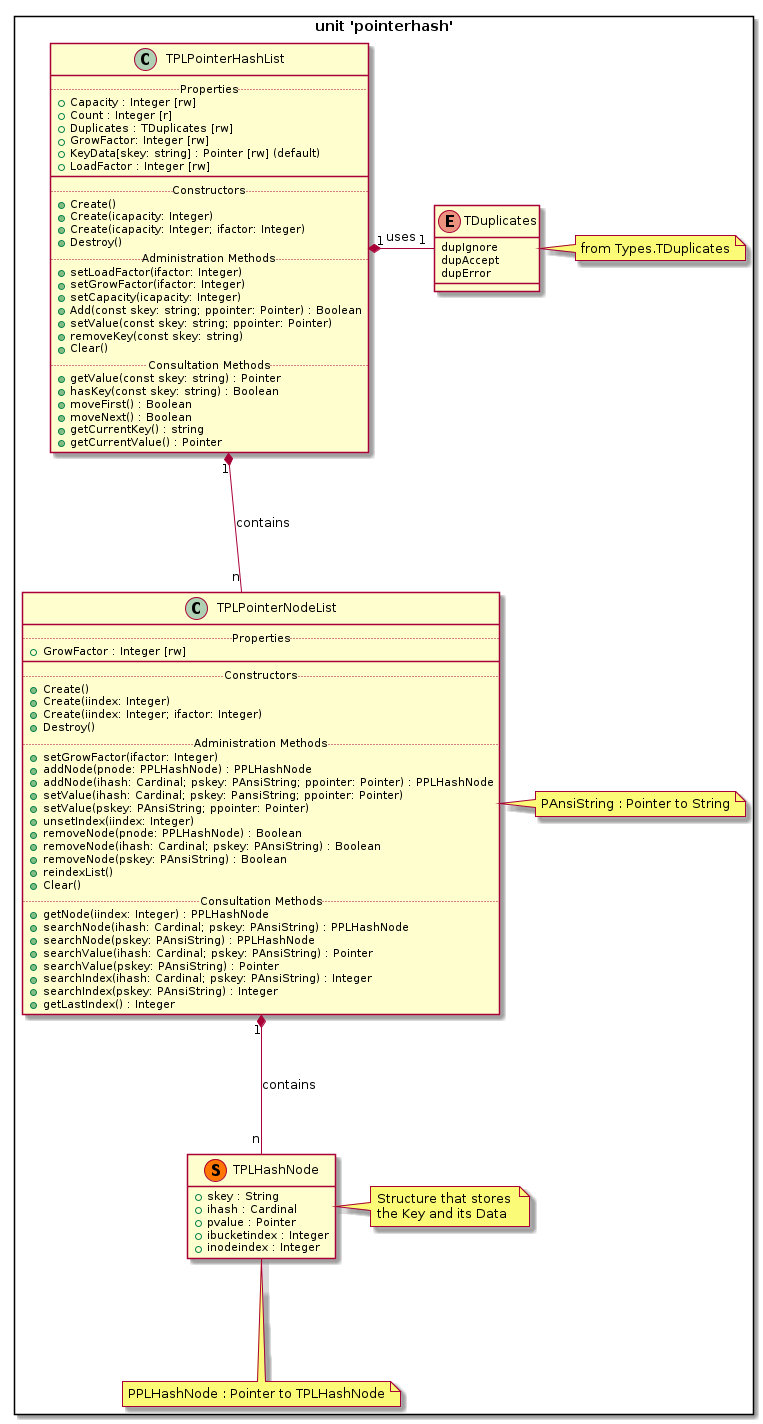 unit 'pointerhash'
C TPLPointerHashList
Properties
Capacity : Integer [rw]
Count : Integer [r]
Duplicates : TDuplicates [rw]
GrowFactor: Integer [rw]
KeyData[skey: string] : Pointer [rw] (default)
LoadFactor : Integer [rw]
Constructors
Create()
Create(icapacity: Integer)
Create(icapacity: Integer; ifactor: Integer)
Destroy()
Administration Methods
setLoadFactor(ifactor: Integer)
setGrowFactor(ifactor: Integer)
setCapacity(icapacity: Integer)
Add(const skey: string; ppointer: Pointer) : Boolean
setValue(const skey: string; ppointer: Pointer)
removeKey(const skey: string)
Clear()
Consultation Methods
getValue(const skey: string) : Pointer
hasKey(const skey: string) : Boolean
moveFirst() : Boolean
moveNext() : Boolean
getCurrentKey() : string
getCurrentValue() : Pointer
1 uses 1
E TDuplicates
dupIgnore
dupAccept
dupError
from Types.TDuplicates
1
contains
n
C TPLPointerNodeList
Properties
GrowFactor : Integer [rw]
Constructors
Create()
Create(iindex: Integer)
Create(iindex: Integer; ifactor: Integer)
Destroy()
Administration Methods
setGrowFactor(ifactor: Integer)
addNode(pnode: PPLHashNode) : PPLHashNode
addNode(ihash: Cardinal; pskey: PAnsiString; ppointer: Pointer) : PPLHashNode
setValue(ihash: Cardinal; pskey: PansiString; ppointer: Pointer)
setValue(pskey: PAnsiString; ppointer: Pointer)
unsetIndex(iindex: Integer)
removeNode(pnode: PPLHashNode) : Boolean
removeNode(ihash: Cardinal; pskey: PAnsiString) : Boolean
removeNode(pskey: PAnsiString) : Boolean
reindexList()
Clear()
Consultation Methods
getNode(iindex: Integer) : PPLHashNode
searchNode(ihash: Cardinal; pskey: PAnsiString) : PPLHashNode
searchNode(pskey: PAnsiString) : PPLHashNode
searchValue(ihash: Cardinal; pskey: PAnsiString) : Pointer
searchValue(pskey: PAnsiString) : Pointer
searchIndex(ihash: Cardinal; pskey: PAnsiString) : Integer
searchIndex(pskey: PAnsiString) : Integer
getLastIndex() : Integer
PAnsiString : Pointer to String
1
contains
n
S TPLHashNode
skey : String
ihash : Cardinal
pvalue : Pointer
ibucketindex : Integer
inodeindex : Integer
Structure that stores
the Key and its Data
PPLHashNode : Pointer to TPLHashNode